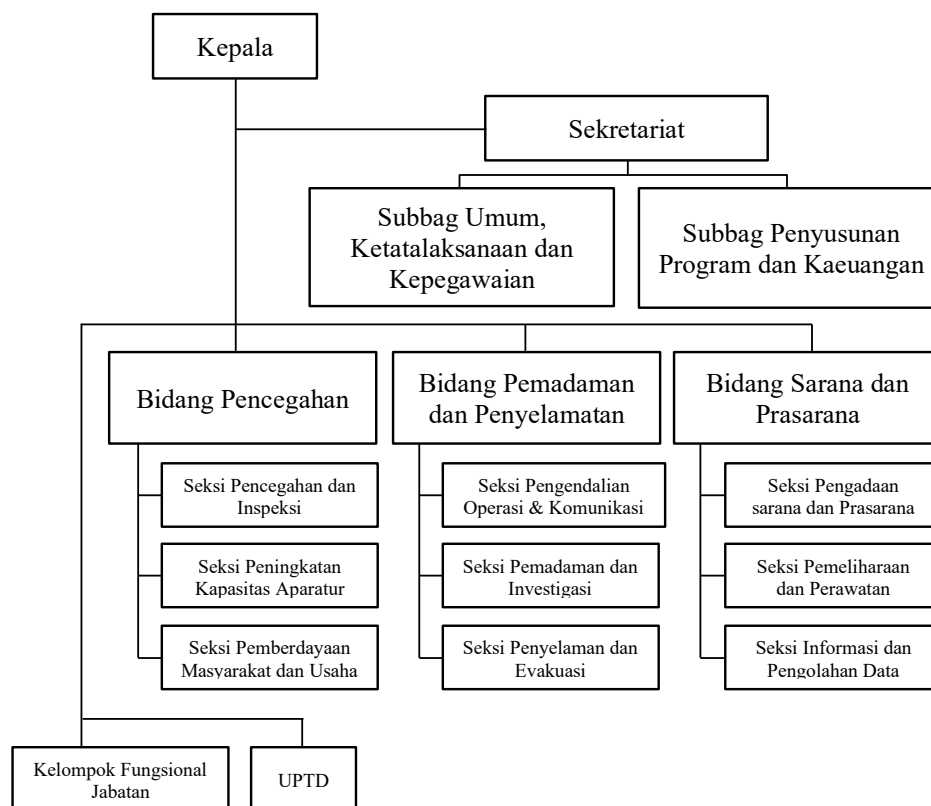 Kepala
Sekretariat
Subbag Umum,
Ketatalaksanaan dan
Kepegawaian
Subbag Penyusunan
Program dan Kaeuangan
Bidang Pencegahan
Bidang Pemadaman
dan Penyelamatan
Bidang Sarana dan
Prasarana
Seksi Pencegahan dan
Inspeksi
Seksi Pengendalian
Operasi & Komunikasi
Seksi Pengadaan
sarana dan Prasarana
Seksi Peningkatan
Kapasitas Aparatur
Seksi Pemadaman dan
Investigasi
Seksi Pemeliharaan
dan Perawatan
Seksi Pemberdayaan
Masyarakat dan Usaha
Seksi Penyelaman dan
Evakuasi
Seksi Informasi dan
Pengolahan Data
Kelompok Fungsional
Jabatan
UPTD